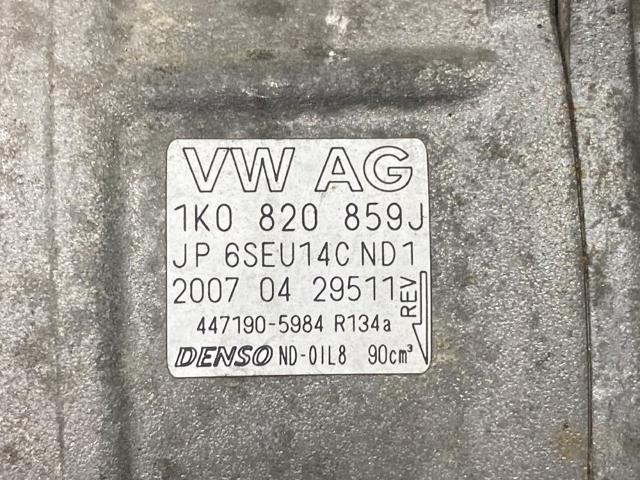 VW AG
1K0 820 859J
JP 6SEU14C ND1
2007 04 29511
REV
447190-5984 R134a
DENSO ND-OIL8 90cm³